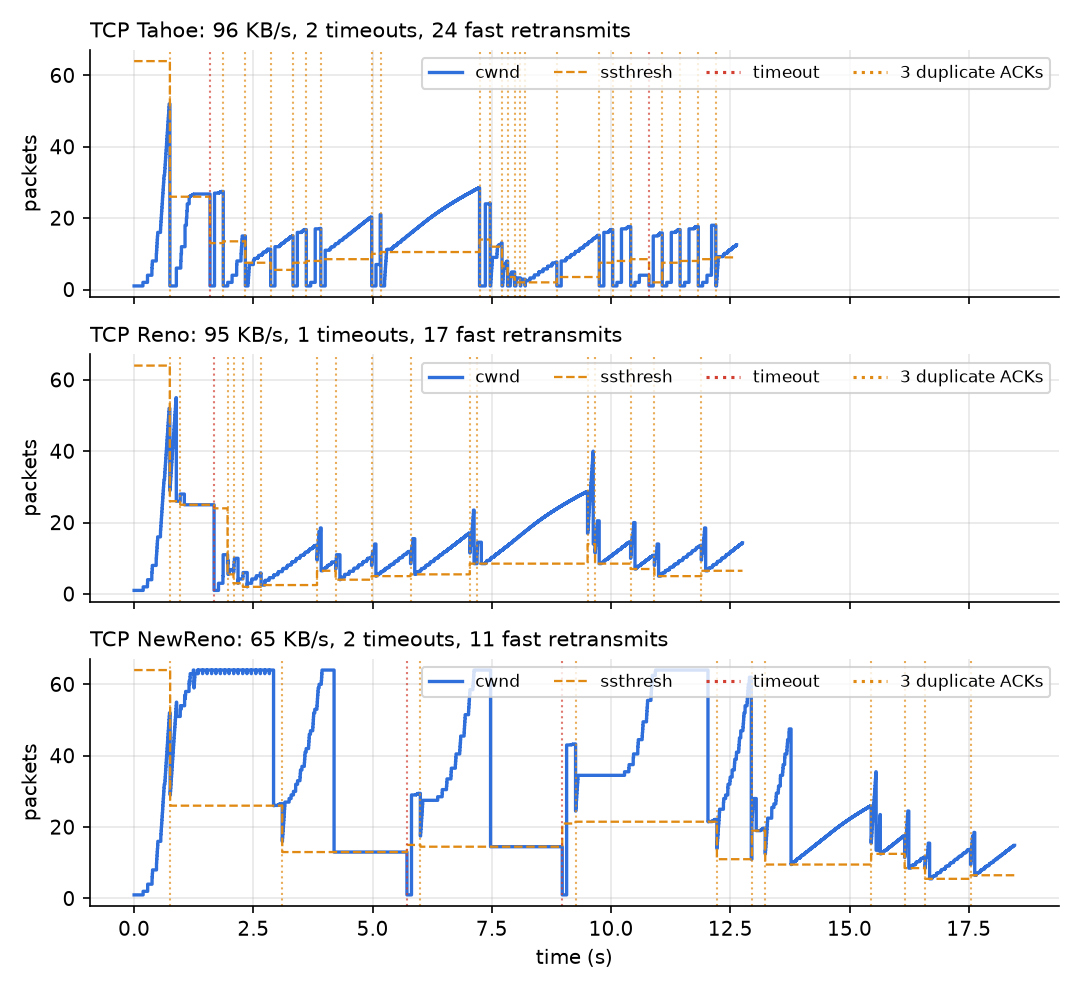 TCP Tahoe: 96 KB/s, 2 timeouts, 24 fast retransmits
cwnd ssthresh timeout 3 duplicate ACKs
packets
60
40
20
0
TCP Reno: 95 KB/s, 1 timeouts, 17 fast retransmits
cwnd ssthresh timeout 3 duplicate ACKs
packets
60
40
20
0
TCP NewReno: 65 KB/s, 2 timeouts, 11 fast retransmits
cwnd ssthresh timeout 3 duplicate ACKs
packets
60
40
20
0
0.0 2.5 5.0 7.5 10.0 12.5 15.0 17.5
time (s)